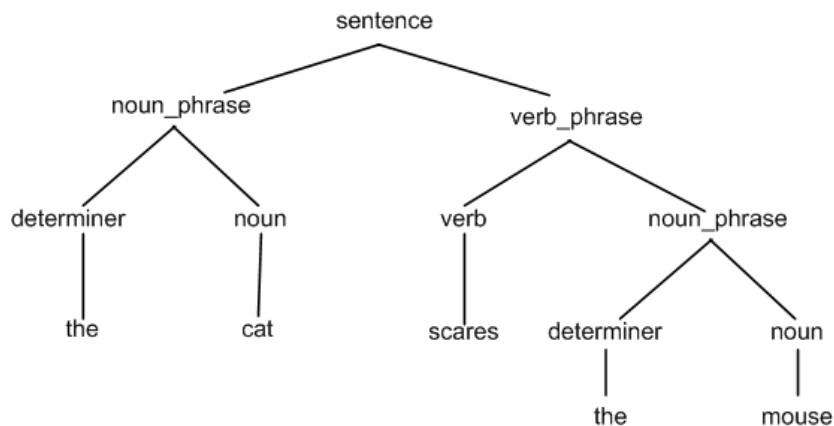 sentence
noun_phrase
verb_phrase
determiner noun verb noun_phrase
the cat scares determiner noun
the mouse